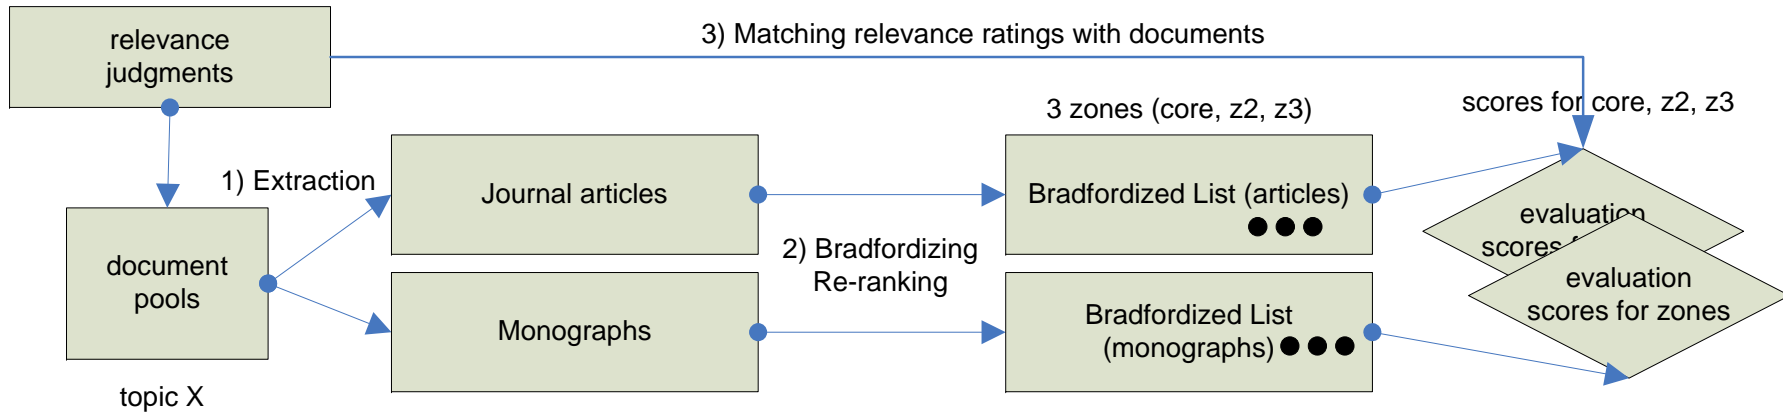 relevance
judgments
3) Matching relevance ratings with documents
3 zones (core, z2, z3)
scores for core, z2, z3
1) Extraction
Journal articles
Bradfordized List (articles)
evaluation
scores f
document
pools
2) Bradfordizing
Re-ranking
evaluation
scores for zones
Monographs
Bradfordized List
(monographs)
topic X